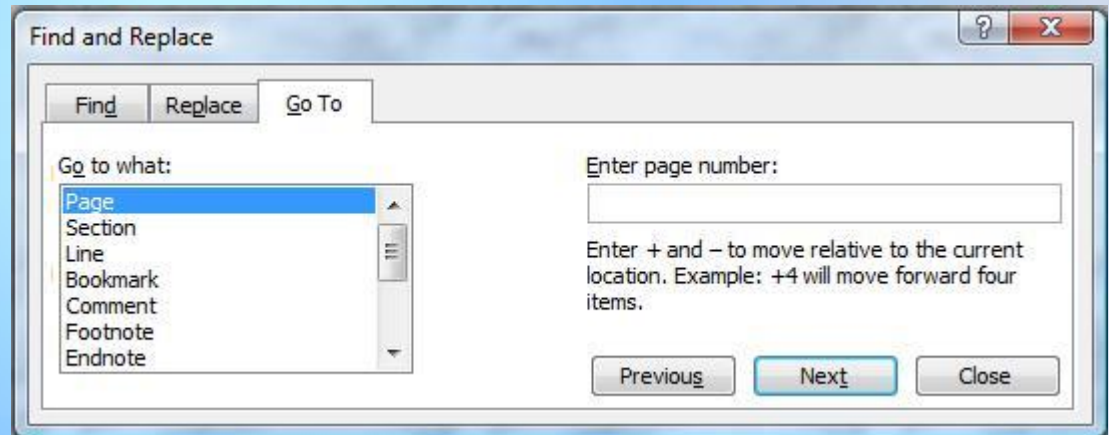 Find and Replace
Find
Replace
Go To
Go to what:
Page
Section
Line
Bookmark
Comment
Footnote
Endnote
Enter page number:
Enter + and – to move relative to the current
location. Example: +4 will move forward four
items.
Previous
Next
Close